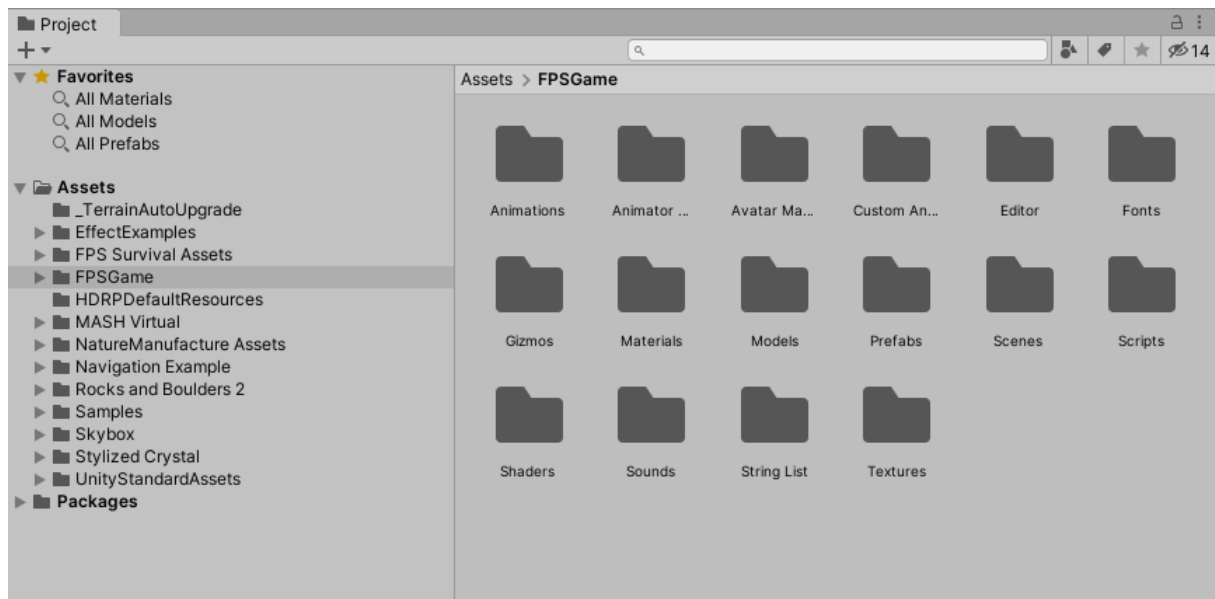 Project
14
Favorites
All Materials
All Models
All Prefabs
Assets
_TerrainAutoUpgrade
EffectExamples
FPS Survival Assets
FPSGame
HDRPDefaultResources
MASH Virtual
NatureManufacture Assets
Navigation Example
Rocks and Boulders 2
Samples
Skybox
Stylized Crystal
UnityStandardAssets
Packages
Assets > FPSGame
Animations Animator ... Avatar Ma... Custom An... Editor Fonts
Gizmos Materials Models Prefabs Scenes Scripts
Shaders Sounds String List Textures